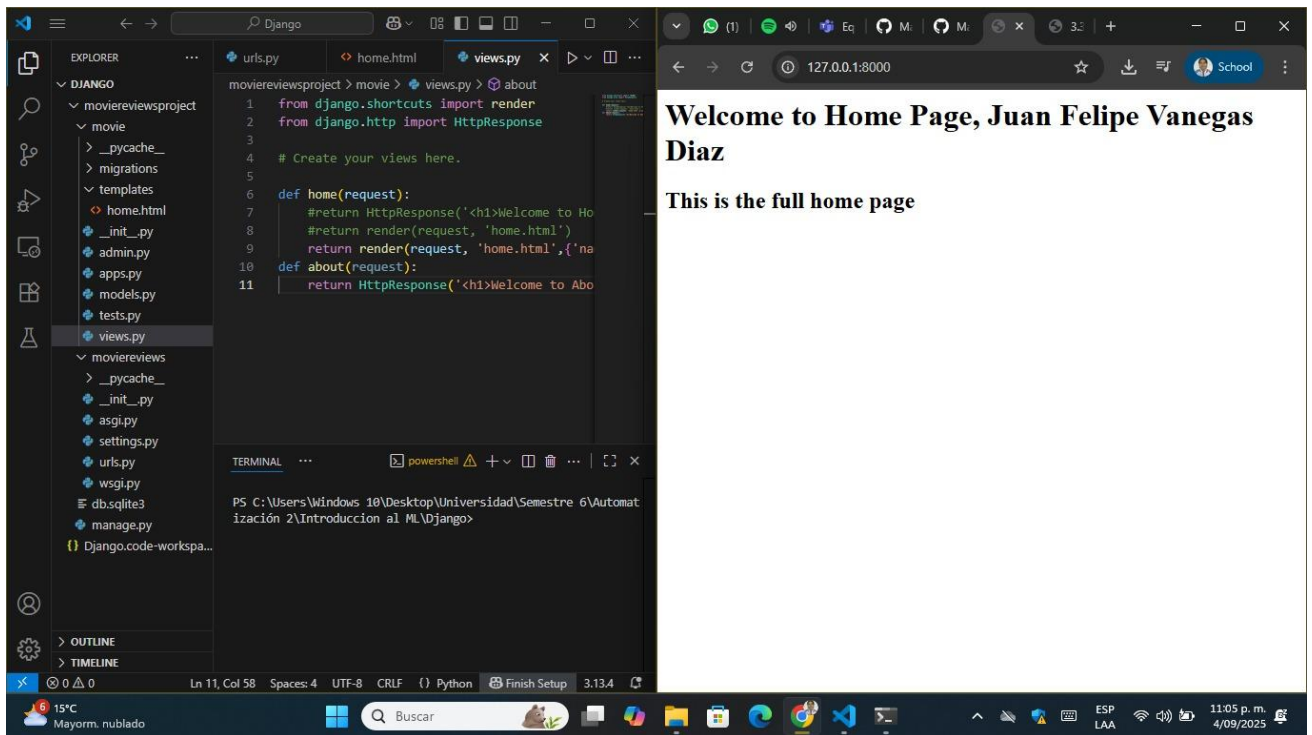 Django
EXPLORER
DJANGO
moviereviewsproject
movie
__pycache__
migrations
templates
home.html
__init__.py
admin.py
apps.py
models.py
tests.py
views.py
moviereviews
__pycache__
__init__.py
asgi.py
settings.py
urls.py
wsgi.py
db.sqlite3
manage.py
Django.code-workspa...
OUTLINE
TIMELINE
urls.py home.html views.py
moviereviewsproject > movie > views.py > about
1 from django.shortcuts import render
2 from django.http import HttpResponse
3
4 # Create your views here.
5
6 def home(request):
7 #return HttpResponse('<h1>Welcome to Ho
8 #return render(request, 'home.html')
9 return render(request, 'home.html',{'na
10 def about(request):
11 return HttpResponse('<h1>Welcome to Abo
TERMINAL ... powershell
PS C:\Users\Windows 10\Desktop\Universidad\Semestre 6\Automat
ización 2\Introduccion al ML\Django>
0 0 Ln 11, Col 58 Spaces: 4 UTF-8 CRLF {} Python Finish Setup 3.13.4
(1) Eq M M 3.3
127.0.0.1:8000 School
Welcome to Home Page, Juan Felipe Vanegas
Diaz
This is the full home page
6 15°C
Mayorm. nublado
Buscar
ESP
LAA
11:05 p. m.
4/09/2025